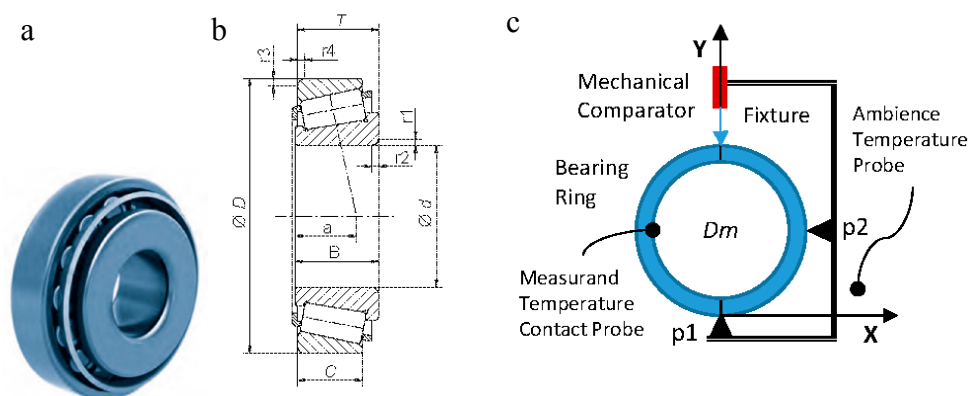 a
b
c
T
r3
r4
r1
r2
Ø D
Ø d
a
B
C
Y
Mechanical
Comparator
Fixture
Ambience
Temperature
Probe
Bearing
Ring
Dm
p2
Measurand
Temperature
Contact Probe
p1
X